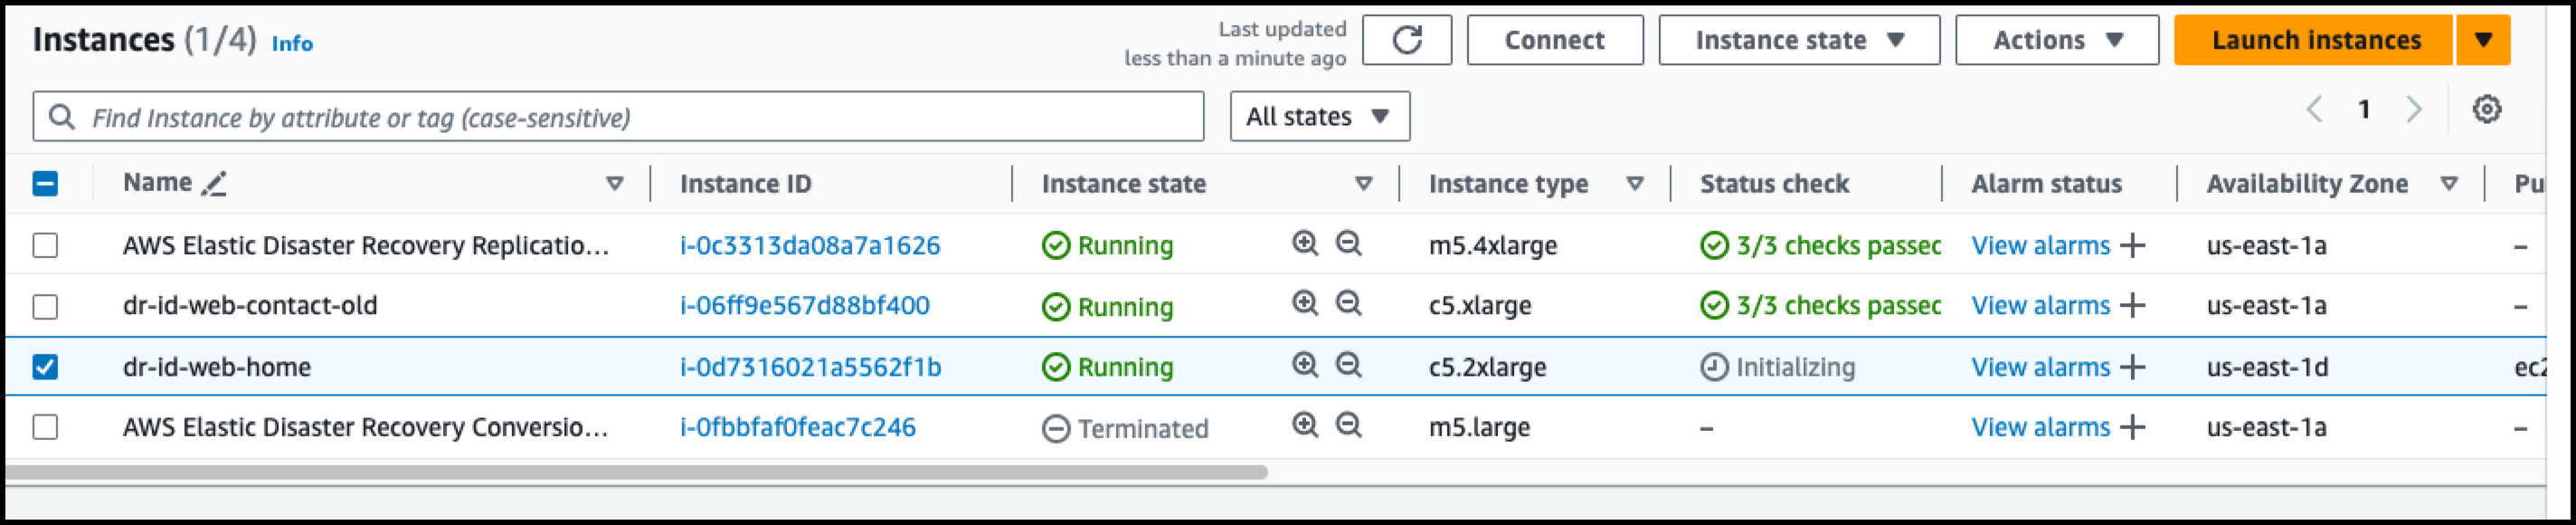 Instances (1/4) Info
Last updated
less than a minute ago
Connect
Instance state
Actions
Launch instances
Find Instance by attribute or tag (case-sensitive)
All states
1
Name Instance ID Instance state Instance type Status check Alarm status Availability Zone Pu
AWS Elastic Disaster Recovery Replicatio... i-0c3313da08a7a1626 Running m5.4xlarge 3/3 checks passec View alarms + us-east-1a –
dr-id-web-contact-old i-06ff9e567d88bf400 Running c5.xlarge 3/3 checks passec View alarms + us-east-1a –
dr-id-web-home i-0d7316021a5562f1b Running c5.2xlarge Initializing View alarms + us-east-1d ec2
AWS Elastic Disaster Recovery Conversio... i-0fbbfaf0feac7c246 Terminated m5.large – View alarms + us-east-1a –